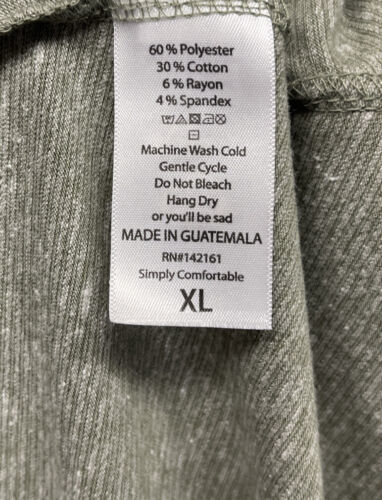 60 % Polyester
30 % Cotton
6 % Rayon
4 % Spandex
Machine Wash Cold
Gentle Cycle
Do Not Bleach
Hang Dry
or you'll be sad
MADE IN GUATEMALA
RN#142161
Simply Comfortable
XL